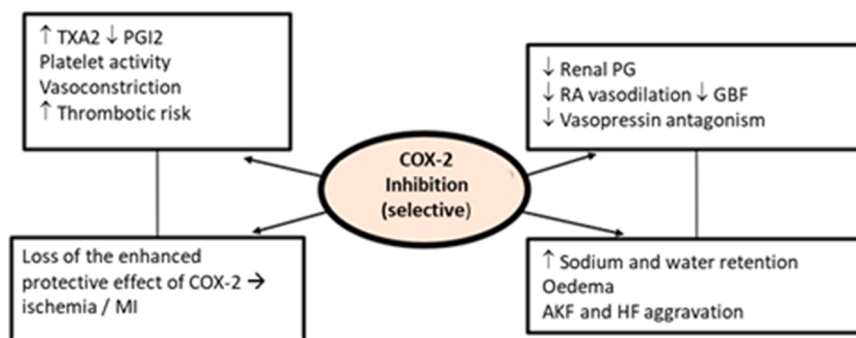 ↑ TXA2 ↓ PGI2
Platelet activity
Vasoconstriction
↑ Thrombotic risk
↓ Renal PG
↓ RA vasodilation ↓ GBF
↓ Vasopressin antagonism
COX-2
Inhibition
(selective)
Loss of the enhanced
protective effect of COX-2 →
ischemia / MI
↑ Sodium and water retention
Oedema
AKF and HF aggravation